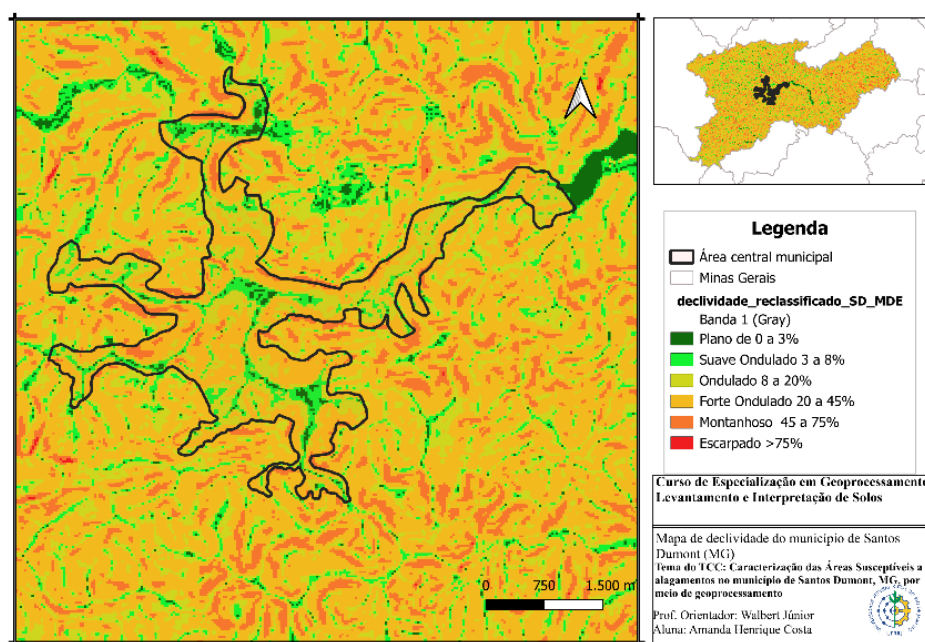 0 750 1.500 m
Legenda
Área central municipal
Minas Gerais
declividade_reclassificado_SD_MDE
Banda 1 (Gray)
Plano de 0 a 3%
Suave Ondulado 3 a 8%
Ondulado 8 a 20%
Forte Ondulado 20 a 45%
Montanhoso 45 a 75%
Escarpado >75%
Curso de Especialização em Geoprocessamento
Levantamento e Interpretação de Solos
Mapa de declividade do município de Santos
Dumont (MG)
Tema do TCC: Caracterização das Áreas Susceptíveis a
alagamentos no município de Santos Dumont, MG, por
meio de geoprocessamento
Prof. Orientador: Walbert Júnior
Aluna: Amanda Henrique Costa